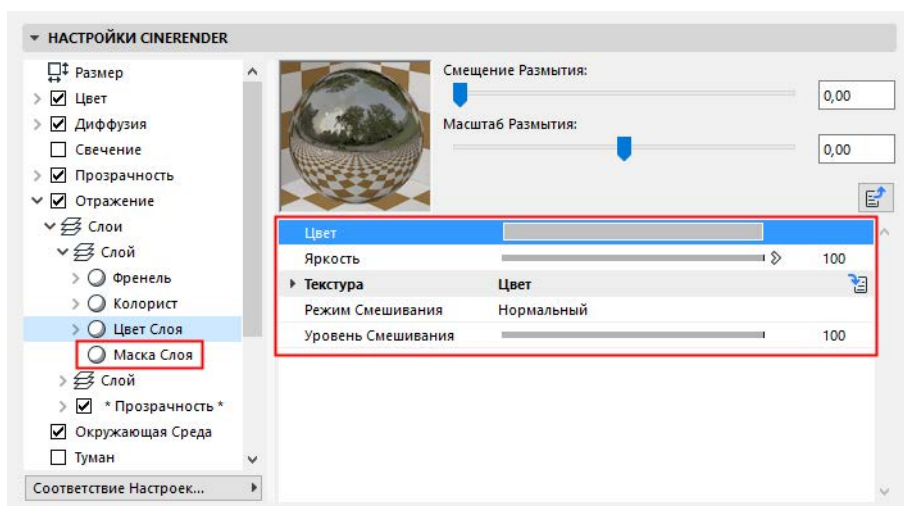 НАСТРОЙКИ CINERENDER
Размер
Цвет
Диффузия
Свечение
Прозрачность
Отражение
Слои
Слой
Френель
Колорист
Цвет Слоя
Маска Слоя
Слой
* Прозрачность *
Окружающая Среда
Туман
Соответствие Настроек...
Смещение Размытия:
0,00
Масштаб Размытия:
0,00
Цвет
Яркость 100
Текстура Цвет
Режим Смешивания Нормальный
Уровень Смешивания 100